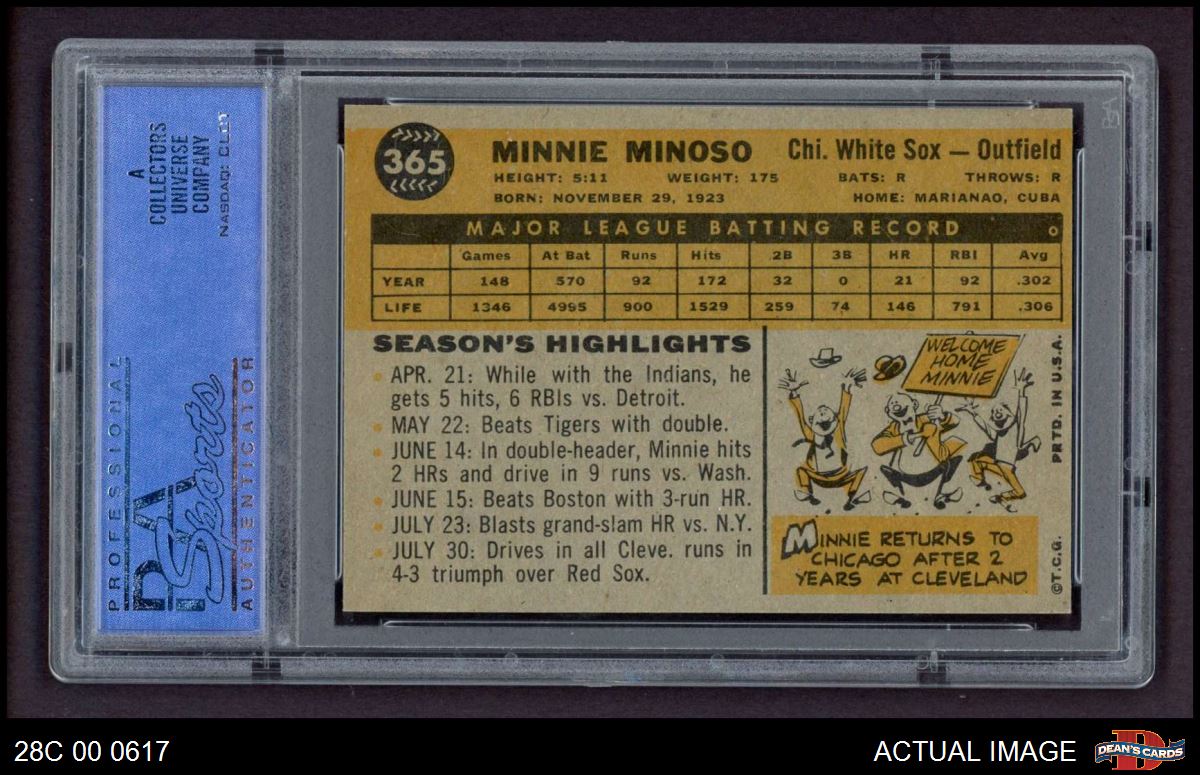 A
COLLECTORS
UNIVERSE
COMPANY
NASDAQ: CLCT
PROFESSIONAL
PSA
Sports
AUTHENTICATOR
365
MINNIE MINOSO
Chi. White Sox — Outfield
HEIGHT: 5:11 WEIGHT: 175 BATS: R THROWS: R
BORN: NOVEMBER 29, 1923 HOME: MARIANAO, CUBA
MAJOR LEAGUE BATTING RECORD
Games At Bat Runs Hits 2B 3B HR RBI Avg
YEAR 148 570 92 172 32 0 21 92 .302
LIFE 1346 4995 900 1529 259 74 146 791 .306
SEASON'S HIGHLIGHTS
APR. 21: While with the Indians, he
gets 5 hits, 6 RBIs vs. Detroit.
MAY 22: Beats Tigers with double.
JUNE 14: In double-header, Minnie hits
2 HRs and drive in 9 runs vs. Wash.
JUNE 15: Beats Boston with 3-run HR.
JULY 23: Blasts grand-slam HR vs. N.Y.
JULY 30: Drives in all Cleve. runs in
4-3 triumph over Red Sox.
WELCOME
HOME
MINNIE
MINNIE RETURNS TO
CHICAGO AFTER 2
YEARS AT CLEVELAND
PRTD. IN U.S.A.
©T.C.G.
28C 00 0617
ACTUAL IMAGE
D
DEAN'S CARDS